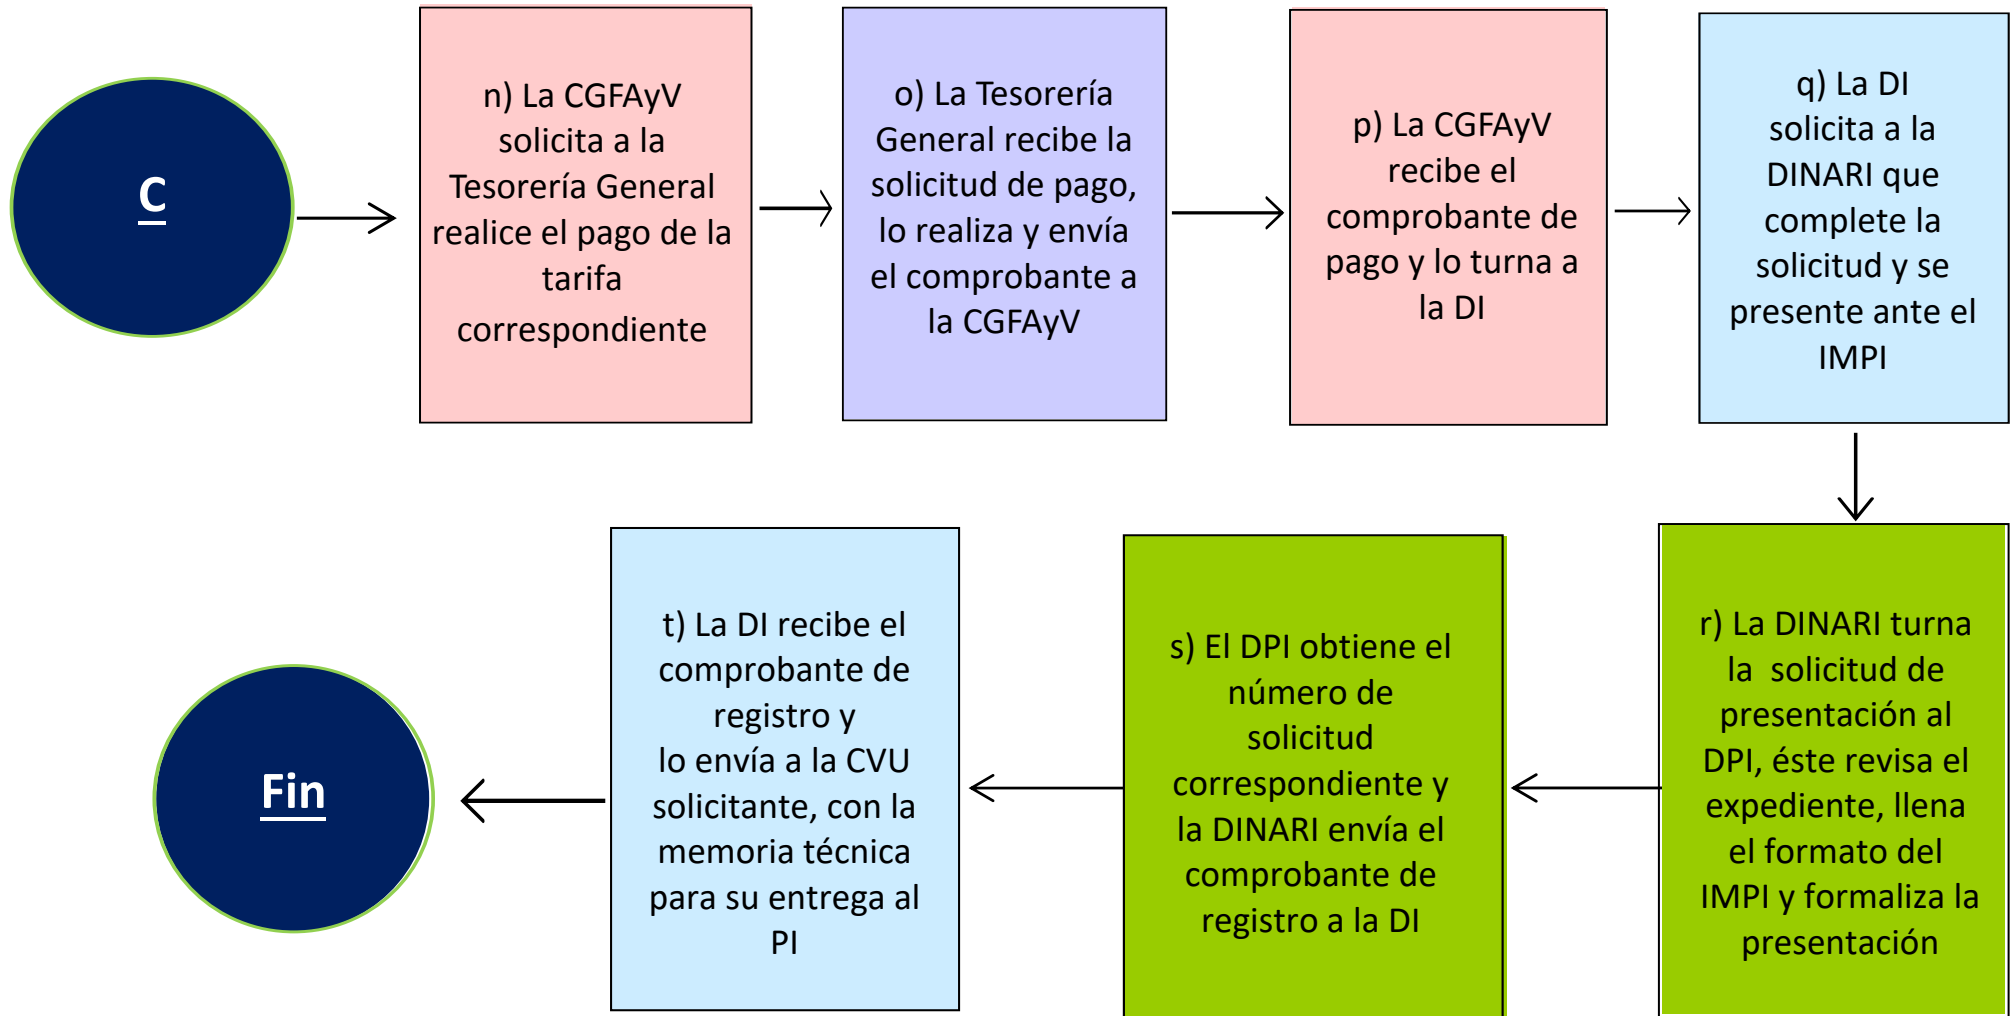 C
n) La CGFAyV
solicita a la
Tesorería General
realice el pago de la
tarifa
correspondiente
o) La Tesorería
General recibe la
solicitud de pago,
lo realiza y envía
el comprobante a
la CGFAyV
p) La CGFAyV
recibe el
comprobante de
pago y lo turna a
la DI
q) La DI
solicita a la
DINARI que
complete la
solicitud y se
presente ante el
IMPI
r) La DINARI turna
la solicitud de
presentación al
DPI, éste revisa el
expediente, llena
el formato del
IMPI y formaliza la
presentación
s) El DPI obtiene el
número de
solicitud
correspondiente y
la DINARI envía el
comprobante de
registro a la DI
t) La DI recibe el
comprobante de
registro y
lo envía a la CVU
solicitante, con la
memoria técnica
para su entrega al
PI
Fin